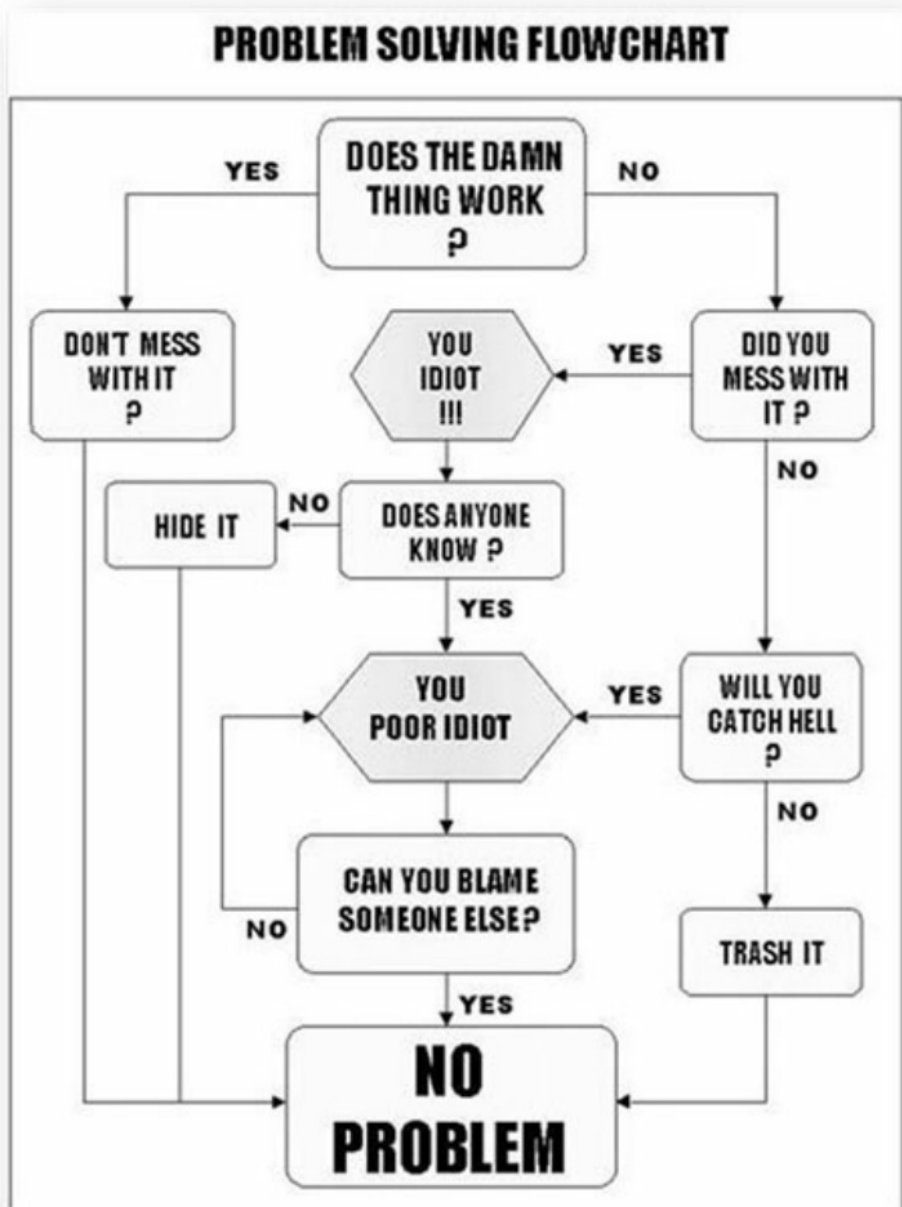 PROBLEM SOLVING FLOWCHART
DOES THE DAMN
THING WORK
?
YES
NO
DON'T MESS
WITH IT
?
YOU
IDIOT
!!!
YES
DID YOU
MESS WITH
IT ?
NO
HIDE IT
NO
DOES ANYONE
KNOW ?
YES
YOU
POOR IDIOT
YES
WILL YOU
CATCH HELL
?
NO
CAN YOU BLAME
SOMEONE ELSE?
NO
TRASH IT
YES
NO
PROBLEM